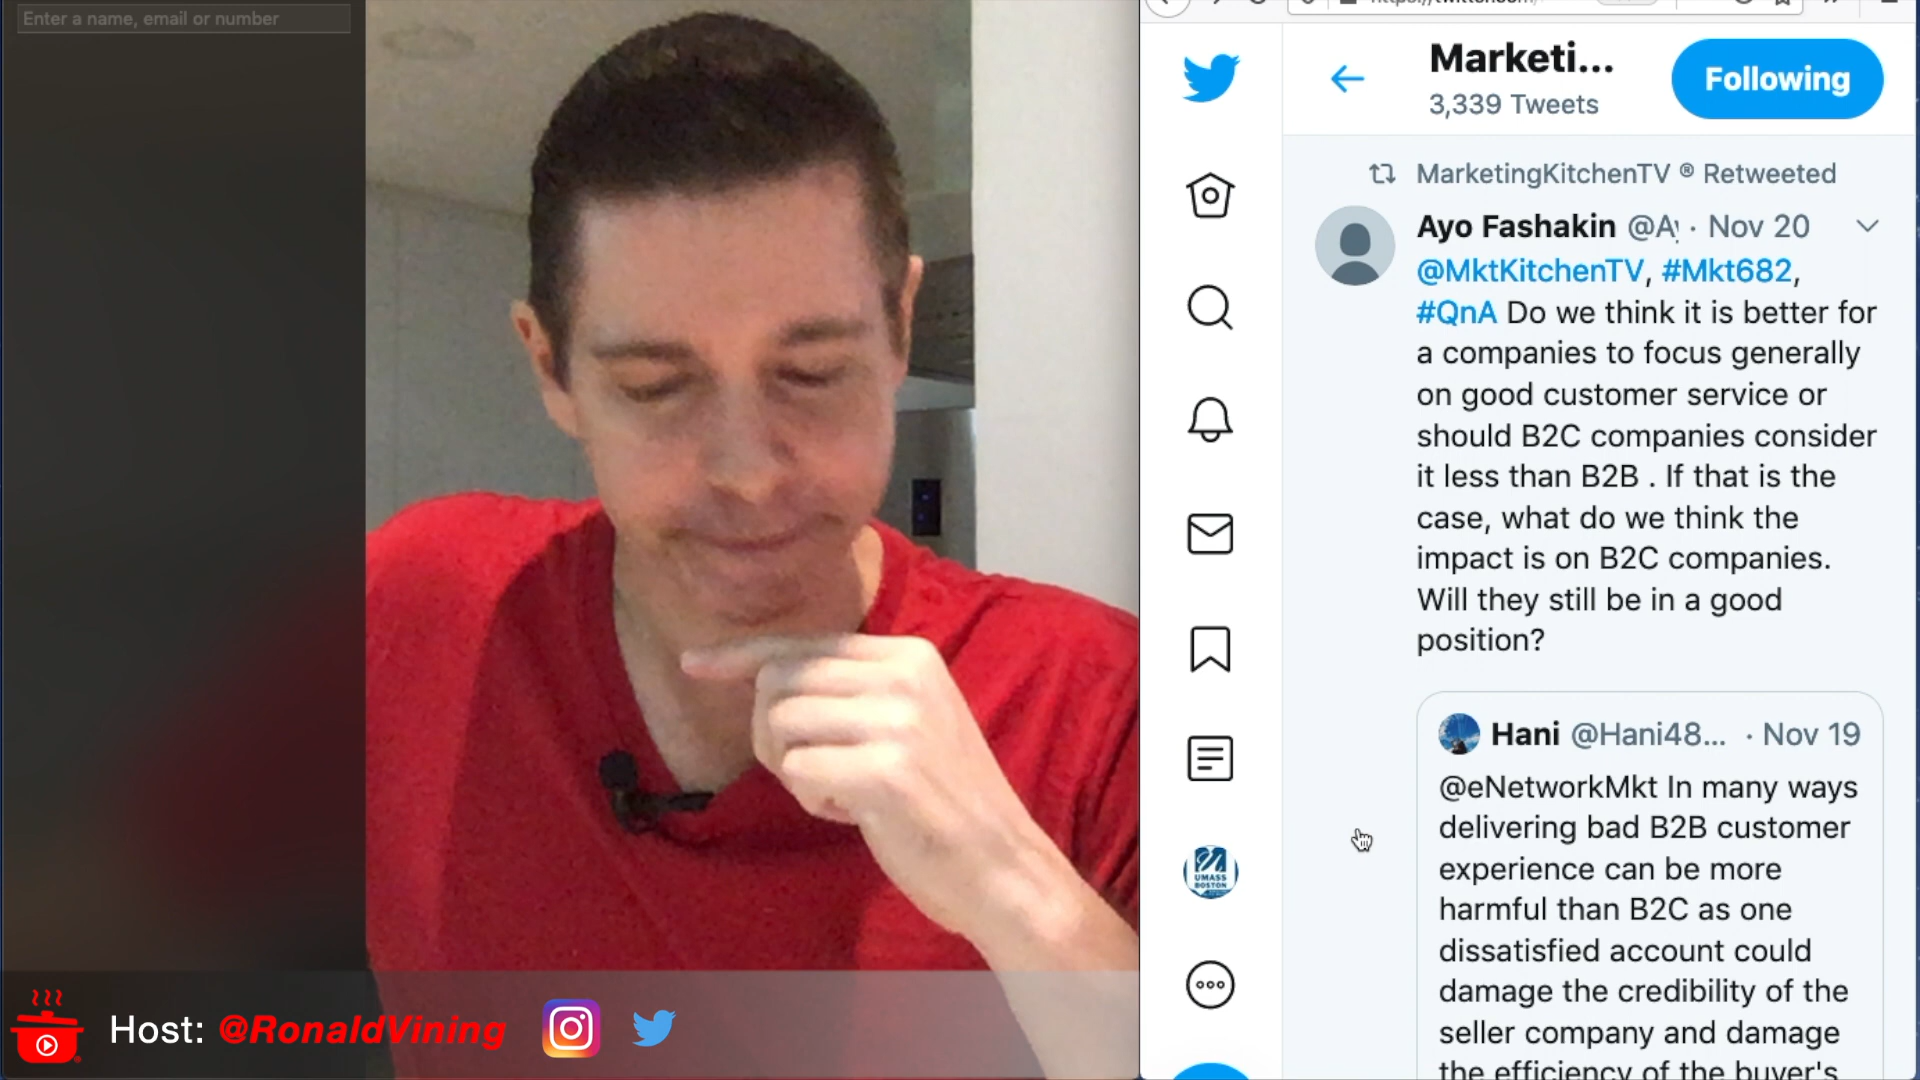 Enter a name, email or number
Marketi...
3,339 Tweets
Following
MarketingKitchenTV ® Retweeted
Ayo Fashakin @Ay · Nov 20
@MktKitchenTV, #Mkt682,
#QnA Do we think it is better for
a companies to focus generally
on good customer service or
should B2C companies consider
it less than B2B . If that is the
case, what do we think the
impact is on B2C companies.
Will they still be in a good
position?
Hani @Hani48... · Nov 19
@eNetworkMkt In many ways
delivering bad B2B customer
experience can be more
harmful than B2C as one
dissatisfied account could
damage the credibility of the
seller company and damage
the efficiency of the buyer's
UMASS
BOSTON
Host: @RonaldVining